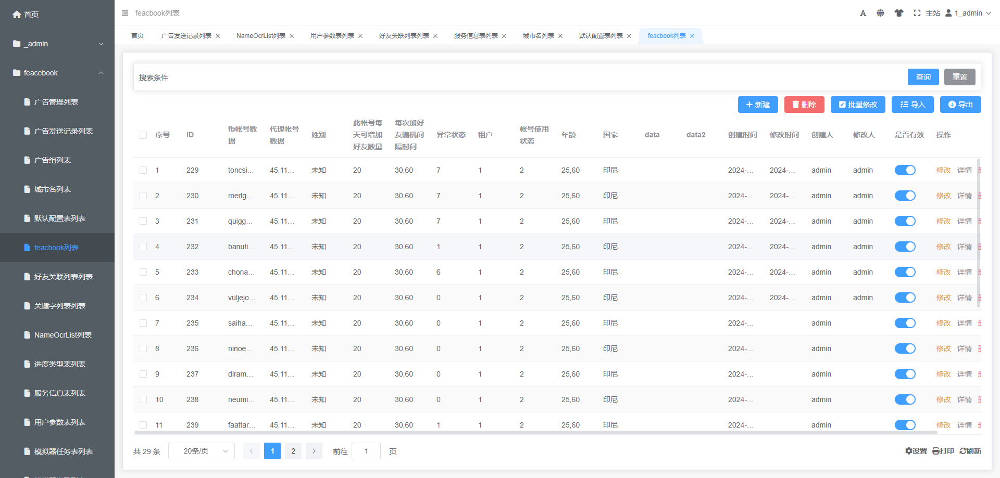 首页
_admin
feacebook
广告管理列表
广告发送记录列表
广告组列表
城市名列表
默认配置表列表
feacbook列表
好友关联列表列表
关键字列表列表
NameOcrList列表
进度类型表列表
服务信息表列表
用户参数表列表
模拟器任务表列表
feacbook列表
主站 1_admin
首页 广告发送记录列表 NameOcrList列表 用户参数表列表 好友关联列表列表 服务信息表列表 城市名列表 默认配置表列表 feacbook列表
搜索条件 查询 重置
新建 删除 批量修改 导入 导出
序号 ID fb帐号数据 代理帐号数据 姓别 此帐号每天可增加好友数量 每次加好友随机间隔时间 异常状态 租户 帐号使用状态 年龄 国家 data data2 创建时间 修改时间 创建人 修改人 是否有效 操作
1 229 toncsi... 45.11... 未知 20 30,60 7 1 2 25,60 印尼 2024-... 2024-... admin admin 修改 详情
2 230 merlg... 45.11... 未知 20 30,60 7 1 2 25,60 印尼 2024-... 2024-... admin admin 修改 详情
3 231 quigg... 45.11... 未知 20 30,60 7 1 2 25,60 印尼 2024-... 2024-... admin admin 修改 详情
4 232 banuti... 45.11... 未知 20 30,60 1 1 2 25,60 印尼 2024-... 2024-... admin admin 修改 详情
5 233 chona... 45.11... 未知 20 30,60 6 1 2 25,60 印尼 2024-... 2024-... admin admin 修改 详情
6 234 vuljejo... 45.11... 未知 20 30,60 0 1 2 25,60 印尼 2024-... 2024-... admin admin 修改 详情
7 235 saiha... 45.11... 未知 20 30,60 0 1 2 25,60 印尼 2024-... admin 修改 详情
8 236 ninoe... 45.11... 未知 20 30,60 0 1 2 25,60 印尼 2024-... admin 修改 详情
9 237 diram... 45.11... 未知 20 30,60 0 1 2 25,60 印尼 2024-... admin 修改 详情
10 238 neumi... 45.11... 未知 20 30,60 0 1 2 25,60 印尼 2024-... admin 修改 详情
11 239 faattar... 45.11... 未知 20 30,60 1 1 2 25,60 印尼 2024-... admin 修改 详情
共 29 条 20条/页 1 2 前往 1 页 设置 打印 刷新